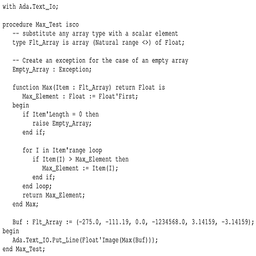 with Ada.Text_Io;
procedure Max_Test isco
-- substitute any array type with a scalar element
type Flt_Array is array (Natural range <>) of Float;
-- Create an exception for the case of an empty array
Empty_Array : Exception;
function Max(Item : Flt_Array) return Float is
Max_Element : Float := Float'First;
begin
if Item'Length = 0 then
raise Empty_Array;
end if;
for I in Item'range loop
if Item(I) > Max_Element then
Max_Element := Item(I);
end if;
end loop;
return Max_Element;
end Max;
Buf : Flt_Array := (-275.0, -111.19, 0.0, -1234568.0, 3.14159, -3.14159);
begin
Ada.Text_IO.Put_Line(Float'Image(Max(Buf)));
end Max_Test;